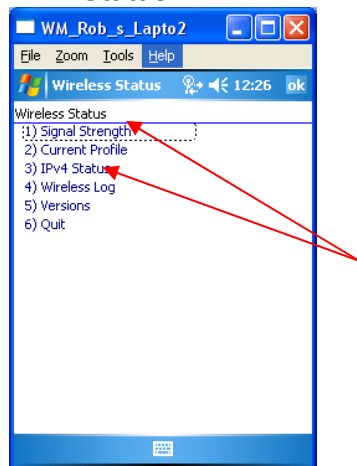 WM_Rob_s_Lapto2
File Zoom Tools Help
Wireless Status 12:26 ok
Wireless Status
1) Signal Strength
2) Current Profile
3) IPv4 Status
4) Wireless Log
5) Versions
6) Quit